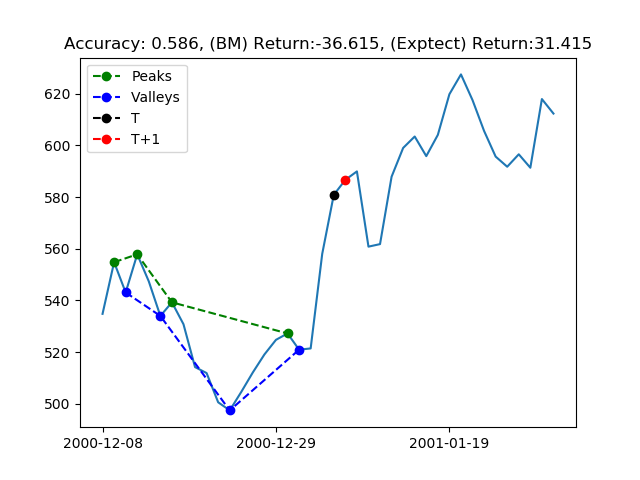 Accuracy: 0.586, (BM) Return:-36.615, (Exptect) Return:31.415
Peaks
Valleys
T
T+1
620
600
580
560
540
520
500
2000-12-08
2000-12-29
2001-01-19